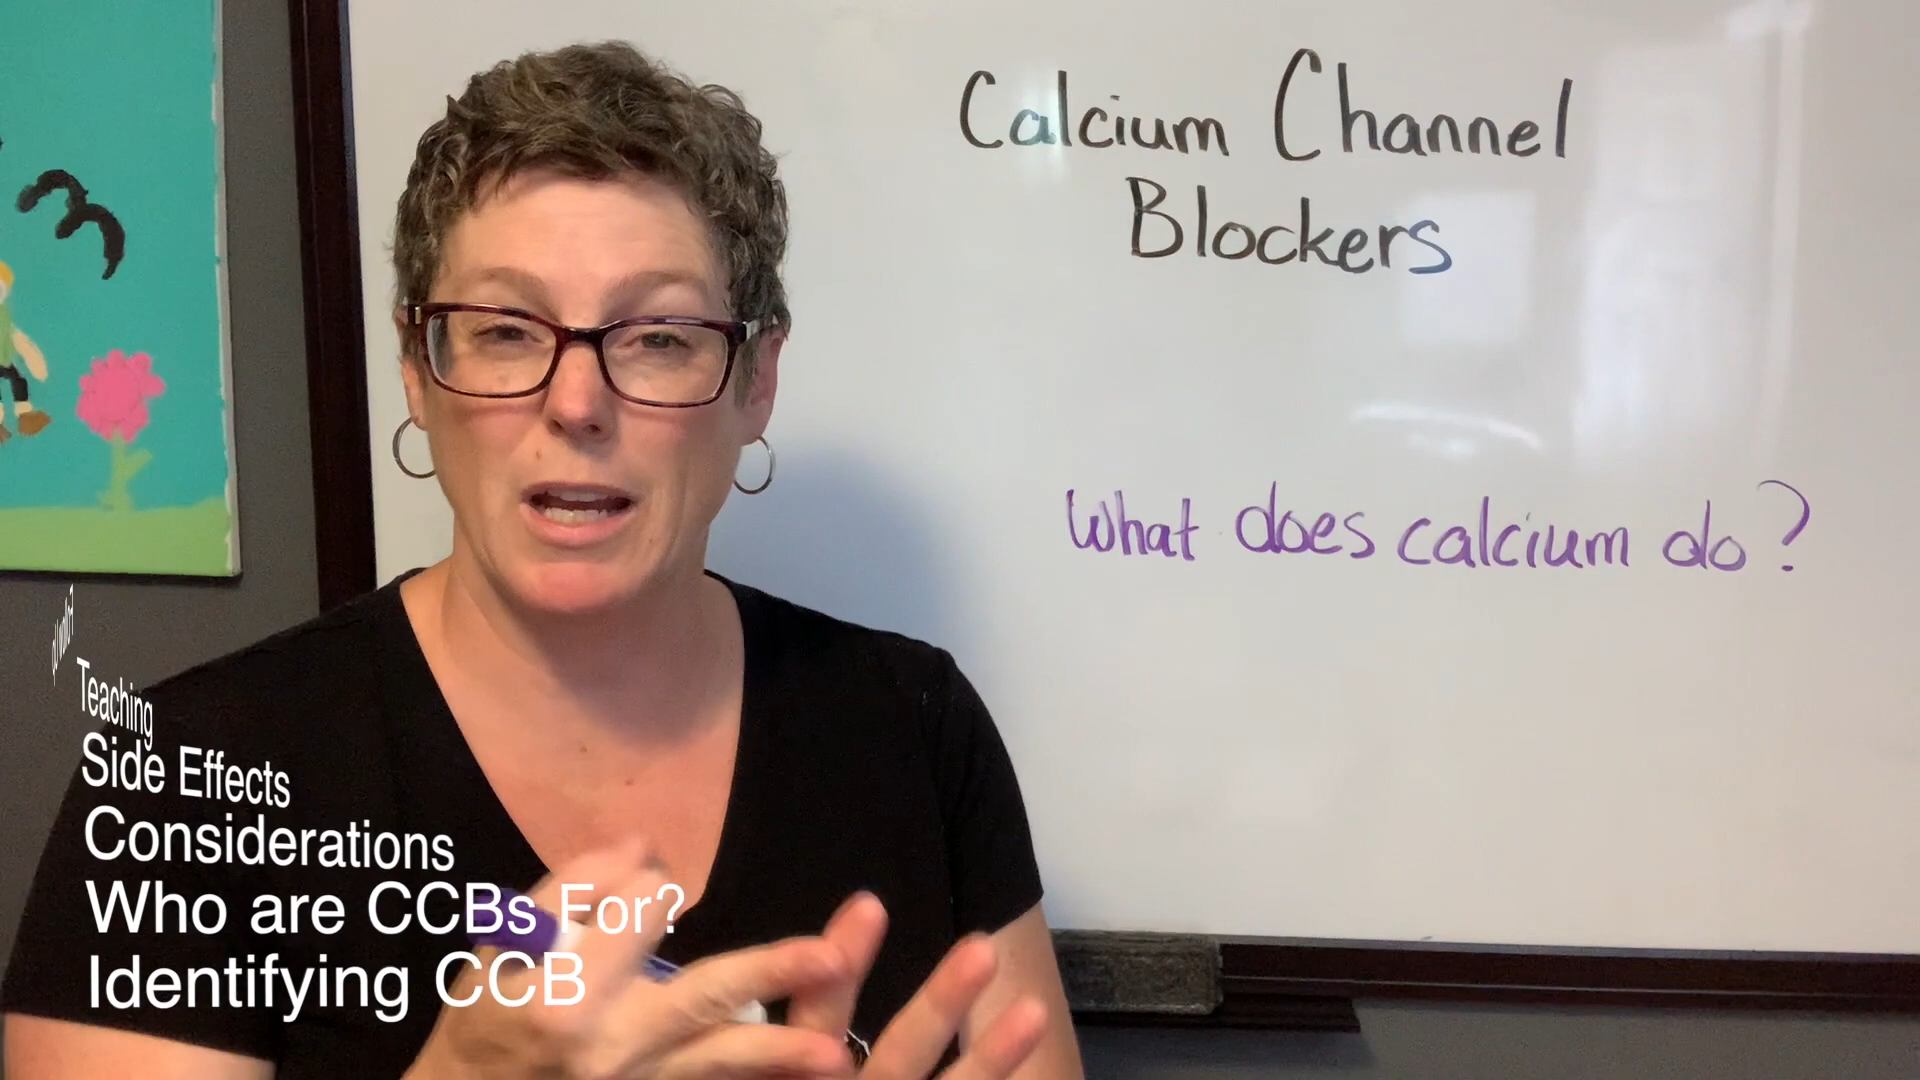 Calcium Channel
Blockers
What does calcium do?
Teaching
Side Effects
Considerations
Who are CCBs For?
Identifying CCB